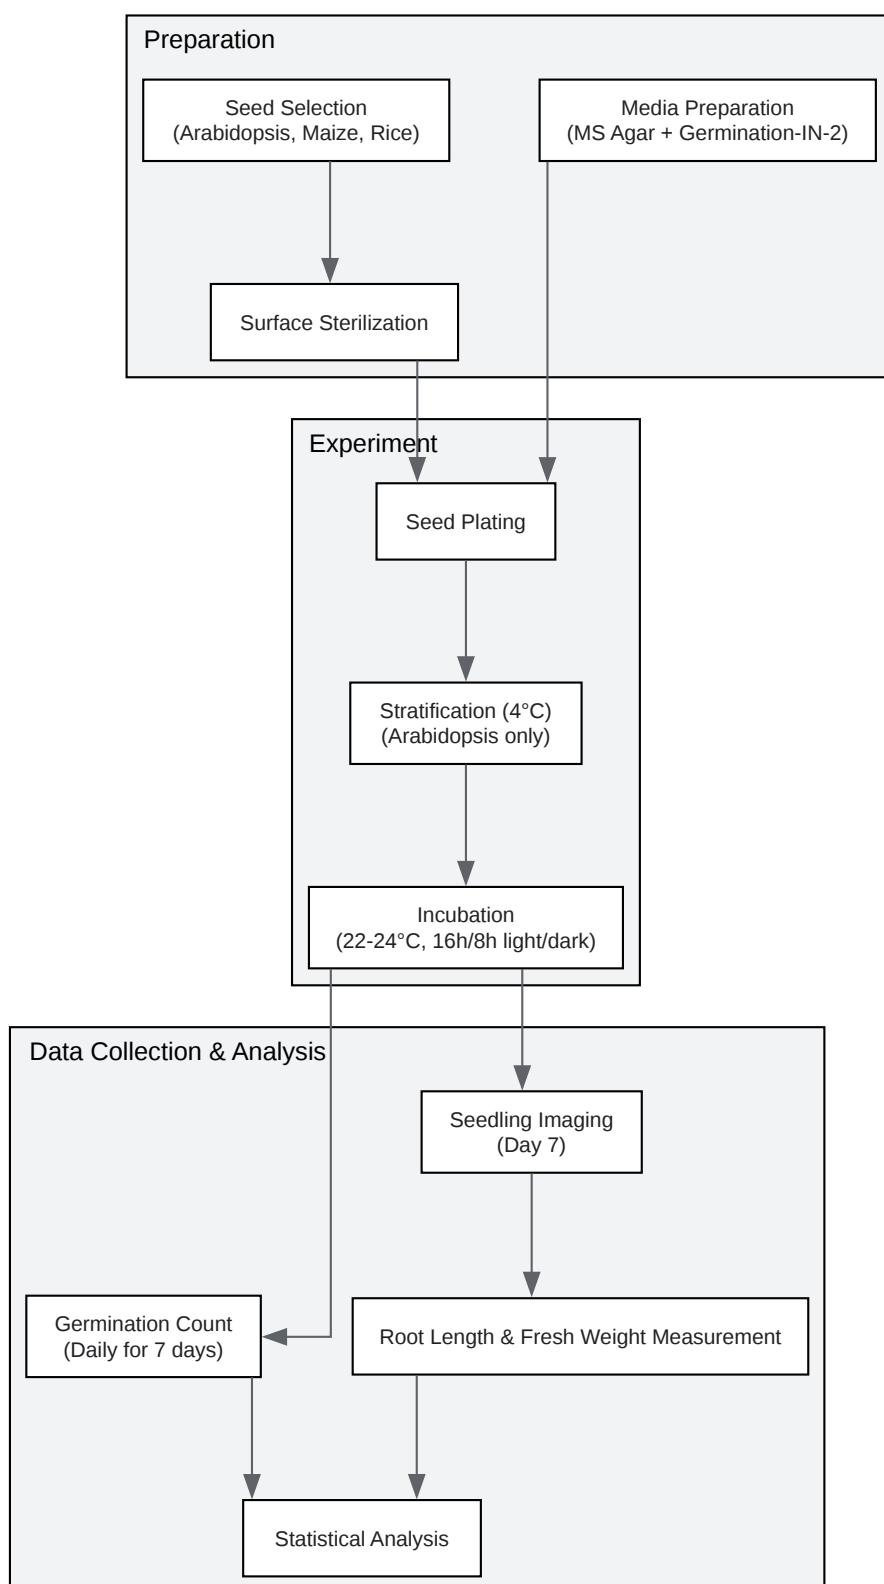 Preparation
Seed Selection
(Arabidopsis, Maize, Rice)
Media Preparation
(MS Agar + Germination-IN-2)
Surface Sterilization
Experiment
Seed Plating
Stratification (4°C)
(Arabidopsis only)
Incubation
(22-24°C, 16h/8h light/dark)
Data Collection & Analysis
Seedling Imaging
(Day 7)
Germination Count
(Daily for 7 days)
Root Length & Fresh Weight Measurement
Statistical Analysis